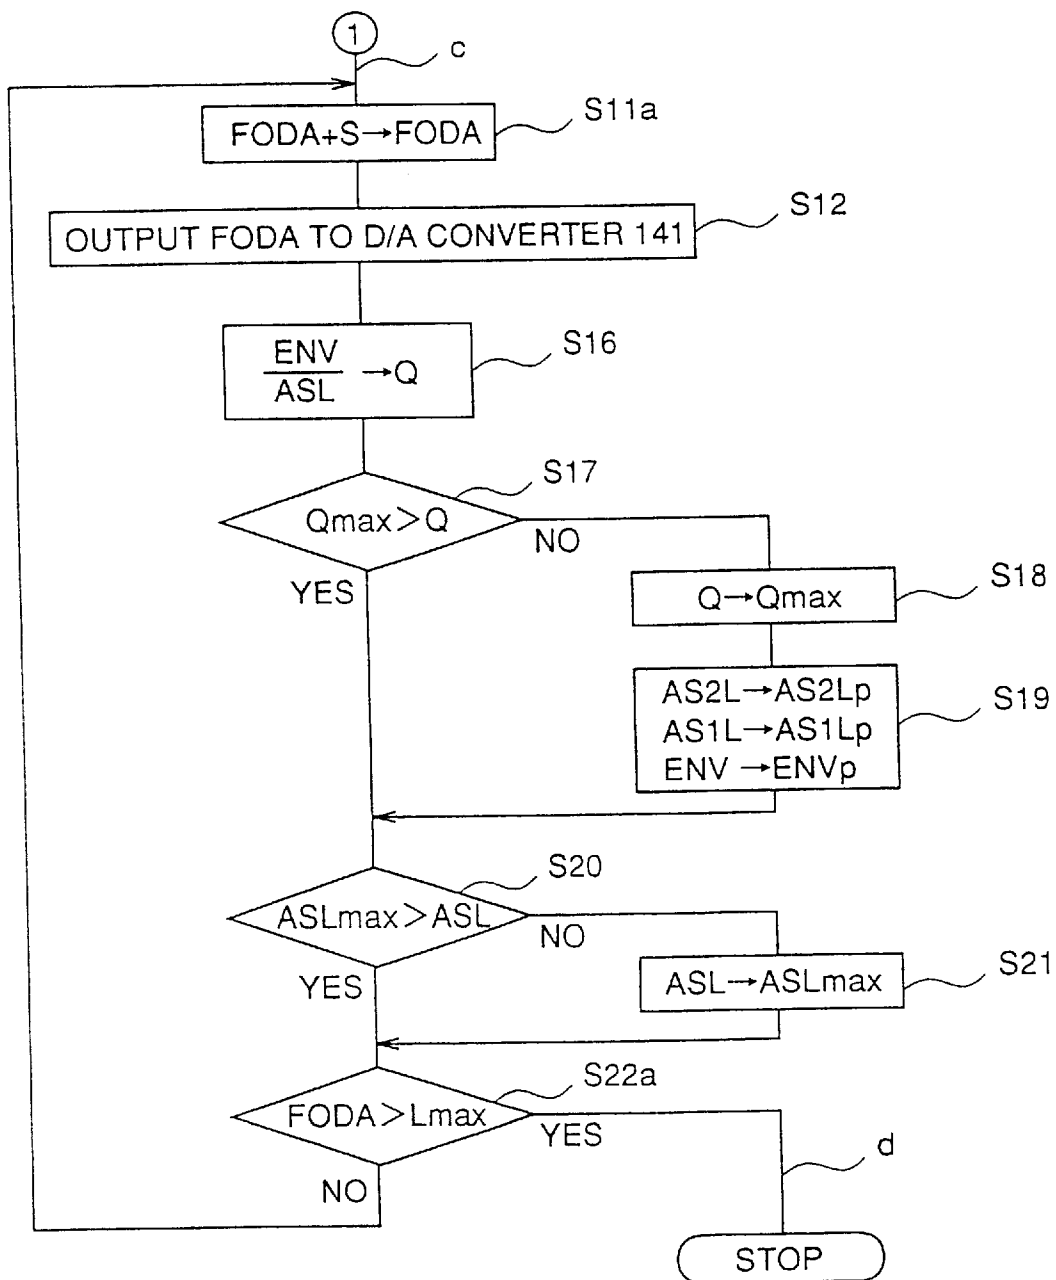 1
c
FODA+S→FODA
S11a
OUTPUT FODA TO D/A CONVERTER 141
S12
ENV
ASL
→Q
S16
Qmax>Q
S17
NO
YES
Q→Qmax
S18
AS2L→AS2Lp
AS1L→AS1Lp
ENV→ENVp
S19
ASLmax>ASL
S20
NO
YES
ASL→ASLmax
S21
FODA>Lmax
S22a
YES
NO
d
STOP